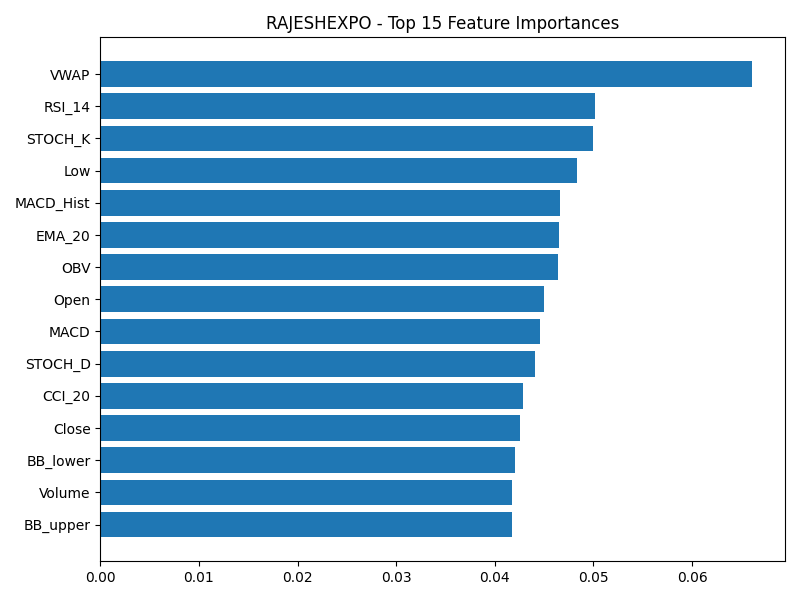 RAJESHEXPO - Top 15 Feature Importances
VWAP
RSI_14
STOCH_K
Low
MACD_Hist
EMA_20
OBV
Open
MACD
STOCH_D
CCI_20
Close
BB_lower
Volume
BB_upper
0.00 0.01 0.02 0.03 0.04 0.05 0.06